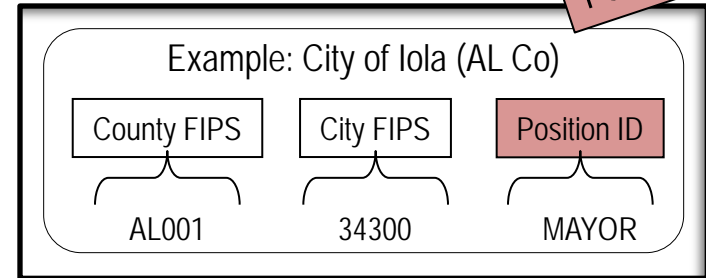 Example: City of Iola (AL Co)
County FIPS City FIPS Position ID
AL001 34300 MAYOR